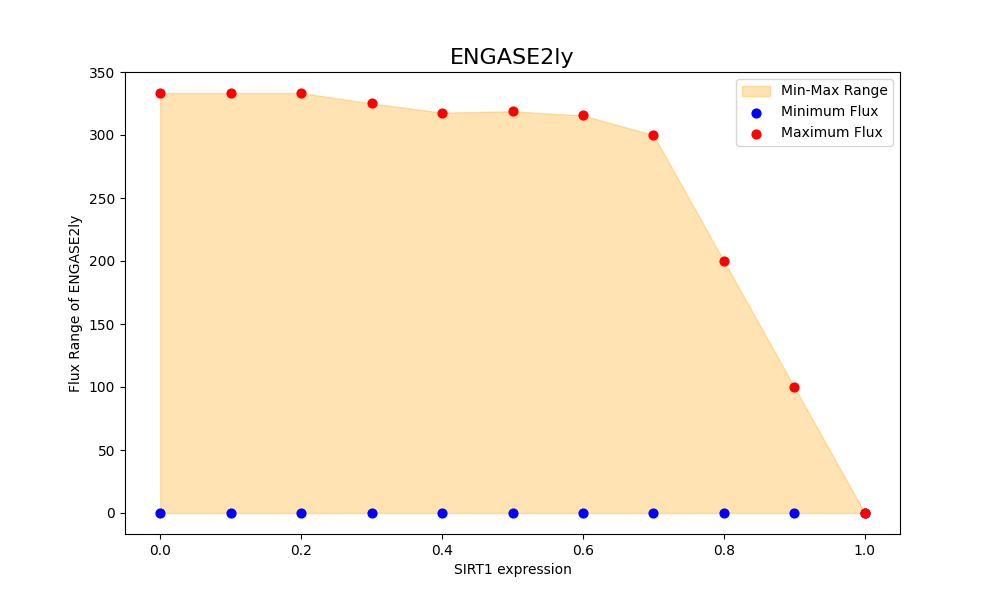 ENGASE2ly
350
300
250
200
150
100
50
0
Flux Range of ENGASE2ly
Min-Max Range
Minimum Flux
Maximum Flux
0.0 0.2 0.4 0.6 0.8 1.0
SIRT1 expression